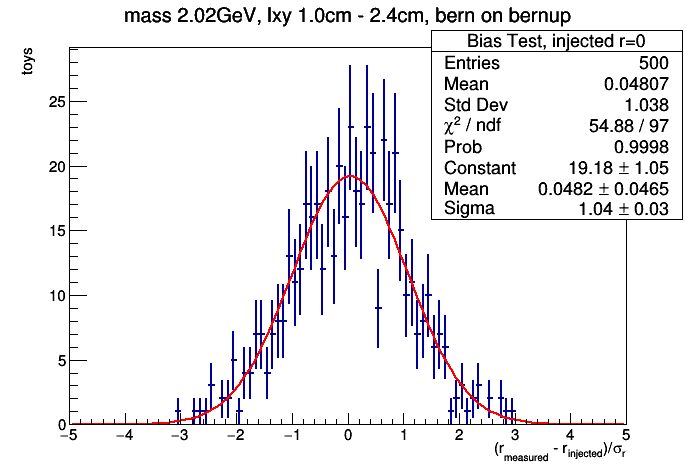 mass 2.02GeV, lxy 1.0cm - 2.4cm, bern on bernup
toys
Bias Test, injected r=0
Entries 500
Mean 0.04807
Std Dev 1.038
χ² / ndf 54.88 / 97
Prob 0.9998
Constant 19.18 ± 1.05
Mean 0.0482 ± 0.0465
Sigma 1.04 ± 0.03
25
20
15
10
5
0
−5 −4 −3 −2 −1 0 1 2 3 4 5
(r_measured - r_injected)/σ_r